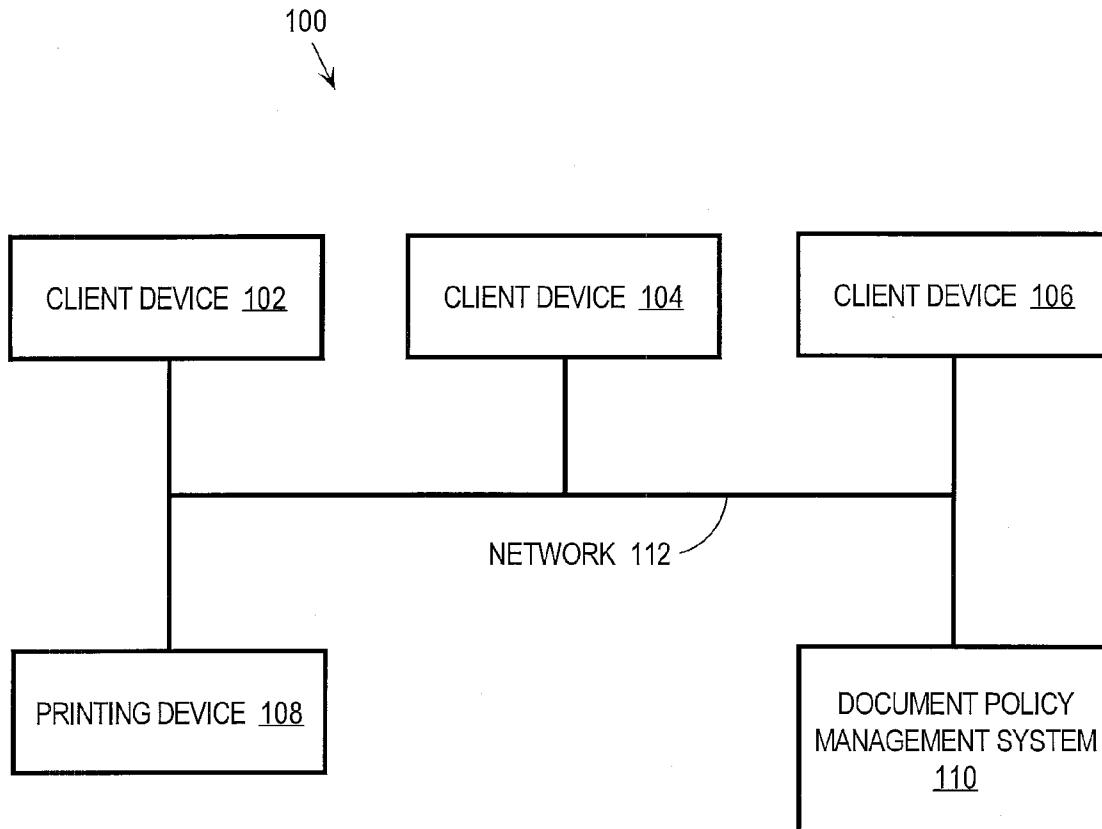 100
CLIENT DEVICE 102
CLIENT DEVICE 104
CLIENT DEVICE 106
NETWORK 112
PRINTING DEVICE 108
DOCUMENT POLICY
MANAGEMENT SYSTEM
110